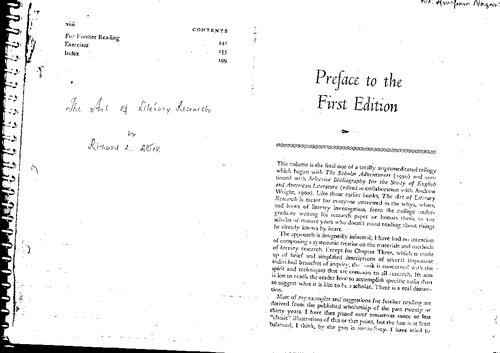 viii
CONTENTS
For Further Reading 241
Exercises 255
Index 299
The Art of Literary Research
by
Richard D. Altick
Preface to the
First Edition
This volume is the final one of a totally unpremeditated trilogy
which began with The Scholar Adventurers (1950) and con-
tinued with Selective Bibliography for the Study of English
and American Literature (edited in collaboration with Andrew
Wright, 1960). Like those earlier books, The Art of Literary
Research is meant for everyone interested in the whys, whats,
and hows of literary investigation, from the college under-
graduate writing his research paper or honors thesis to the
scholar of mature years who doesn't mind reading about things
he already knows by heart.
The approach is designedly informal; I have had no intention
of composing a systematic treatise on the materials and methods
of literary research. Except for Chapter Three, which is made
up of brief and simplified descriptions of several important
individual branches of inquiry, the book is concerned with the
spirit and techniques that are common to all research. Its aim
is less to teach the reader how to accomplish specific tasks than
to suggest what it is like to be a scholar. There is a real distinc-
tion.
Most of my examples and suggestions for further reading are
derived from the published scholarship of the past twenty or
thirty years. I have thus passed over numerous more or less
"classic" illustrations of this or that point, but the loss is at least
balanced, I think, by the gain in immediacy. I have tried to